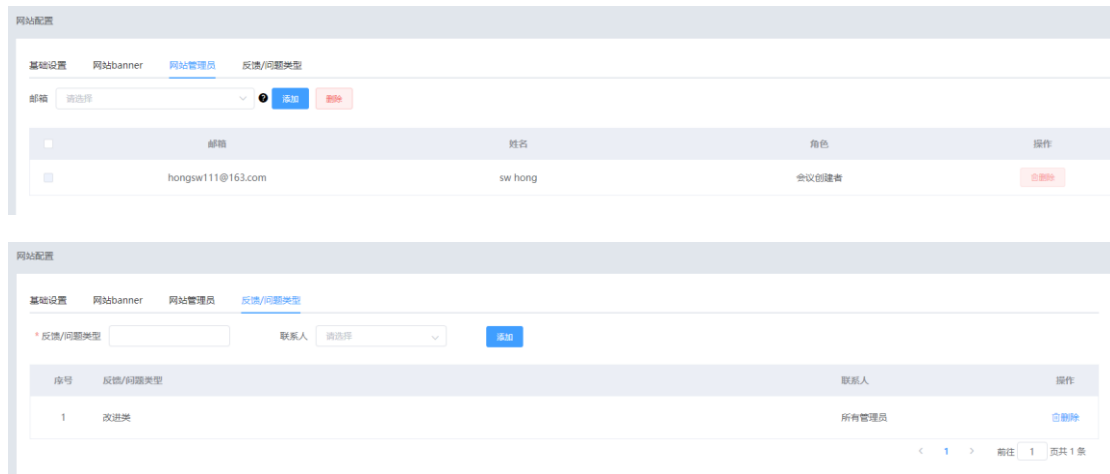 网站配置
基础设置 网站banner 网站管理员 反馈/问题类型
邮箱 请选择 ? 添加 删除
邮箱 姓名 角色 操作
hongsw111@163.com sw hong 会议创建者 删除
网站配置
基础设置 网站banner 网站管理员 反馈/问题类型
* 反馈/问题类型 联系人 请选择 添加
序号 反馈/问题类型 联系人 操作
1 改进类 所有管理员 删除
< 1 > 前往 1 页共 1 条